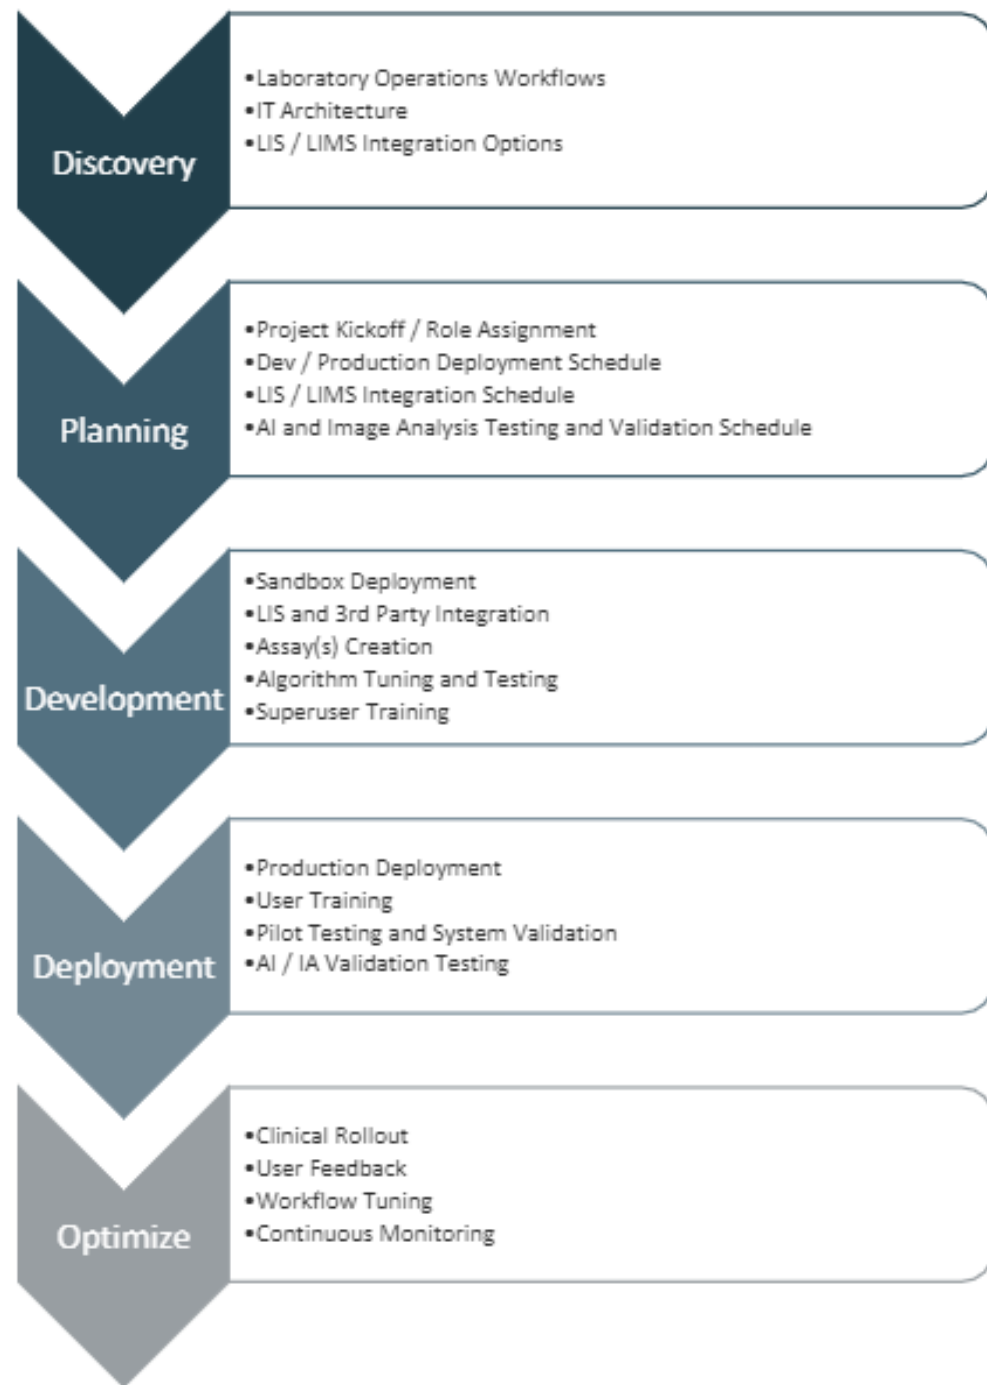 Discovery
•Laboratory Operations Workflows
•IT Architecture
•LIS / LIMS Integration Options
Planning
•Project Kickoff / Role Assignment
•Dev / Production Deployment Schedule
•LIS / LIMS Integration Schedule
•AI and Image Analysis Testing and Validation Schedule
Development
•Sandbox Deployment
•LIS and 3rd Party Integration
•Assay(s) Creation
•Algorithm Tuning and Testing
•Superuser Training
Deployment
•Production Deployment
•User Training
•Pilot Testing and System Validation
•AI / IA Validation Testing
Optimize
•Clinical Rollout
•User Feedback
•Workflow Tuning
•Continuous Monitoring